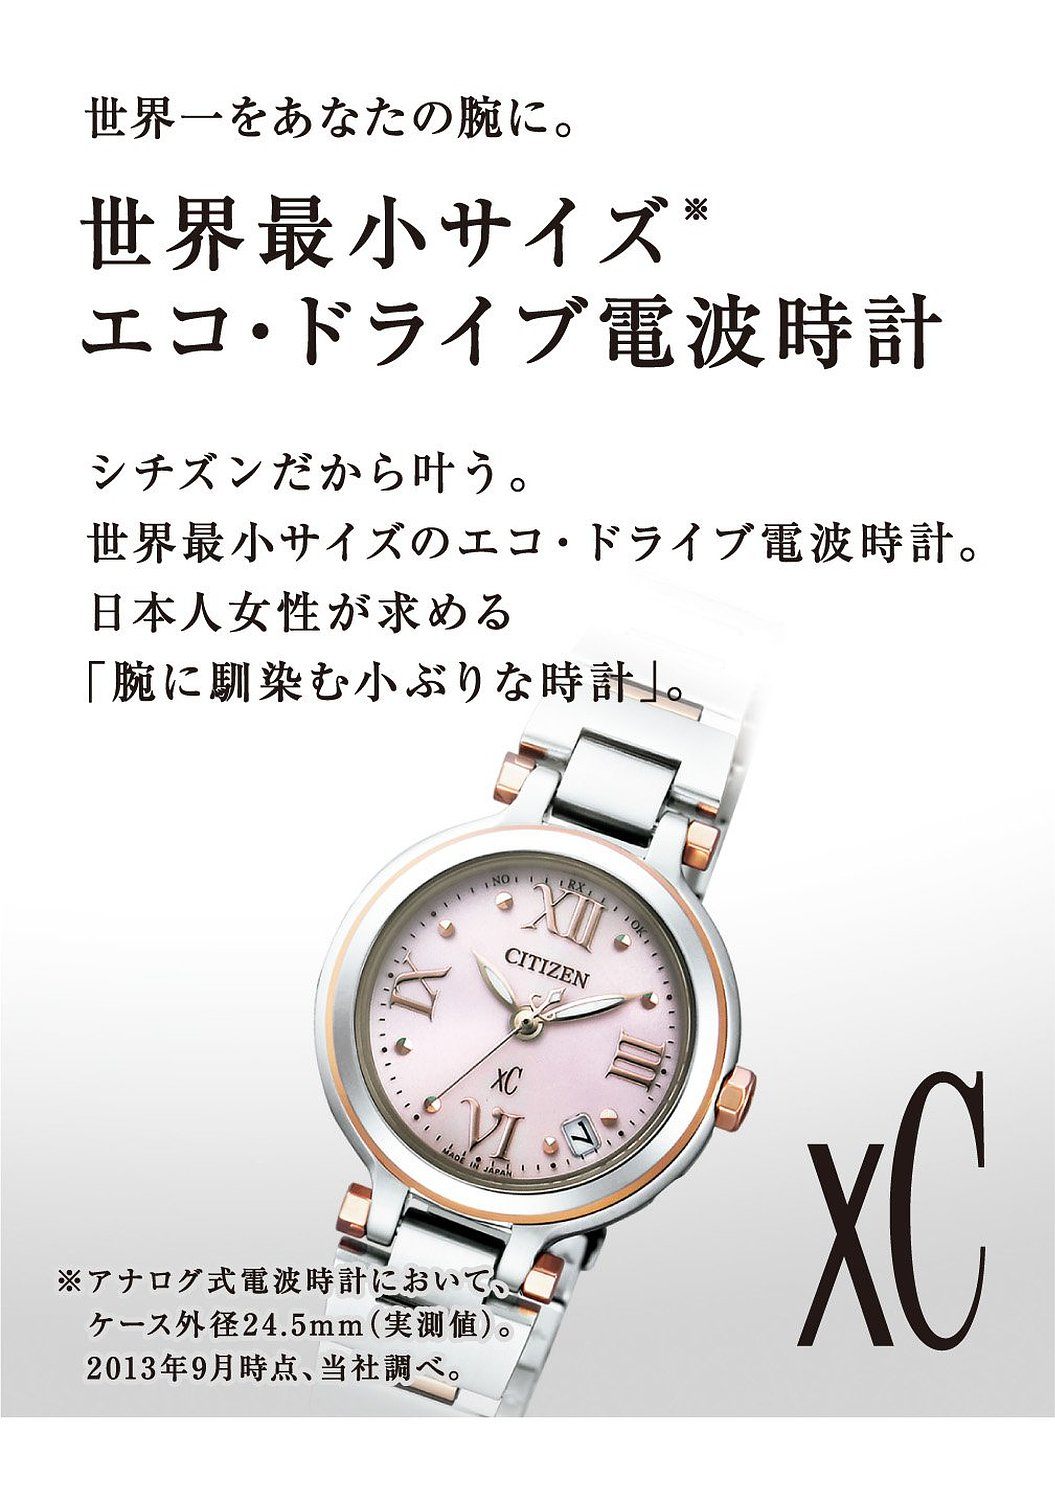 世界一をあなたの腕に。
世界最小サイズ※
エコ・ドライブ電波時計
シチズンだから叶う。
世界最小サイズのエコ・ドライブ電波時計。
日本人女性が求める
「腕に馴染む小ぶりな時計」。
NO RX OK
XII
CITIZEN
IX
III
xC
VI
7
MADE IN JAPAN
xC
※アナログ式電波時計において、
ケース外径24.5mm(実測値)。
2013年9月時点、当社調べ。